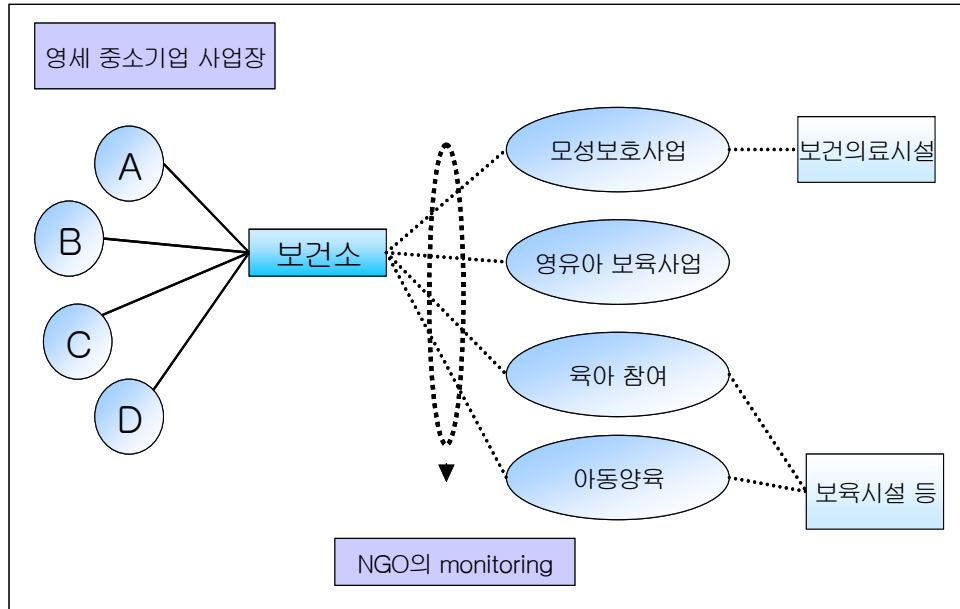 영세 중소기업 사업장
A
B
C
D
보건소
모성보호사업
영유아 보육사업
육아 참여
아동양육
보건의료시설
보육시설 등
NGO의 monitoring